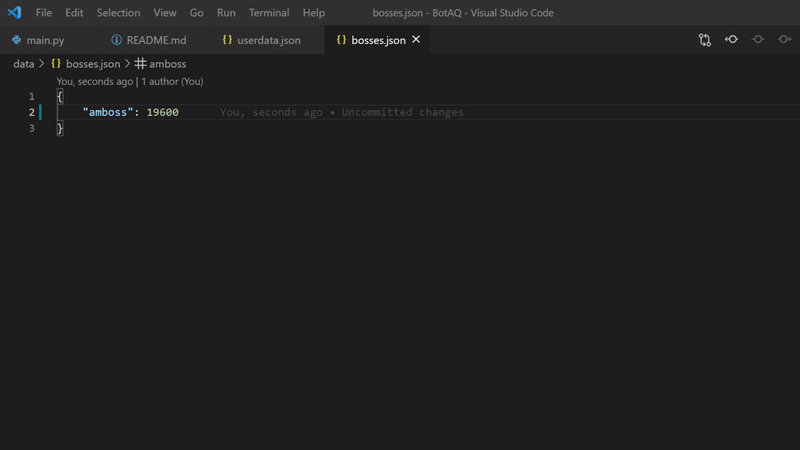 File Edit Selection View Go Run Terminal Help bosses.json - BotAQ - Visual Studio Code
main.py README.md {} userdata.json {} bosses.json
data > {} bosses.json > amboss
You, seconds ago | 1 author (You)
1 {
2 "amboss": 19600 You, seconds ago • Uncommitted changes
3 }